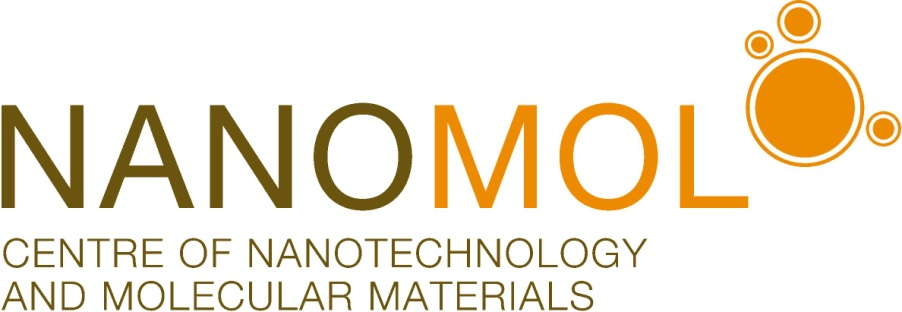 NANOMOL
CENTRE OF NANOTECHNOLOGY
AND MOLECULAR MATERIALS